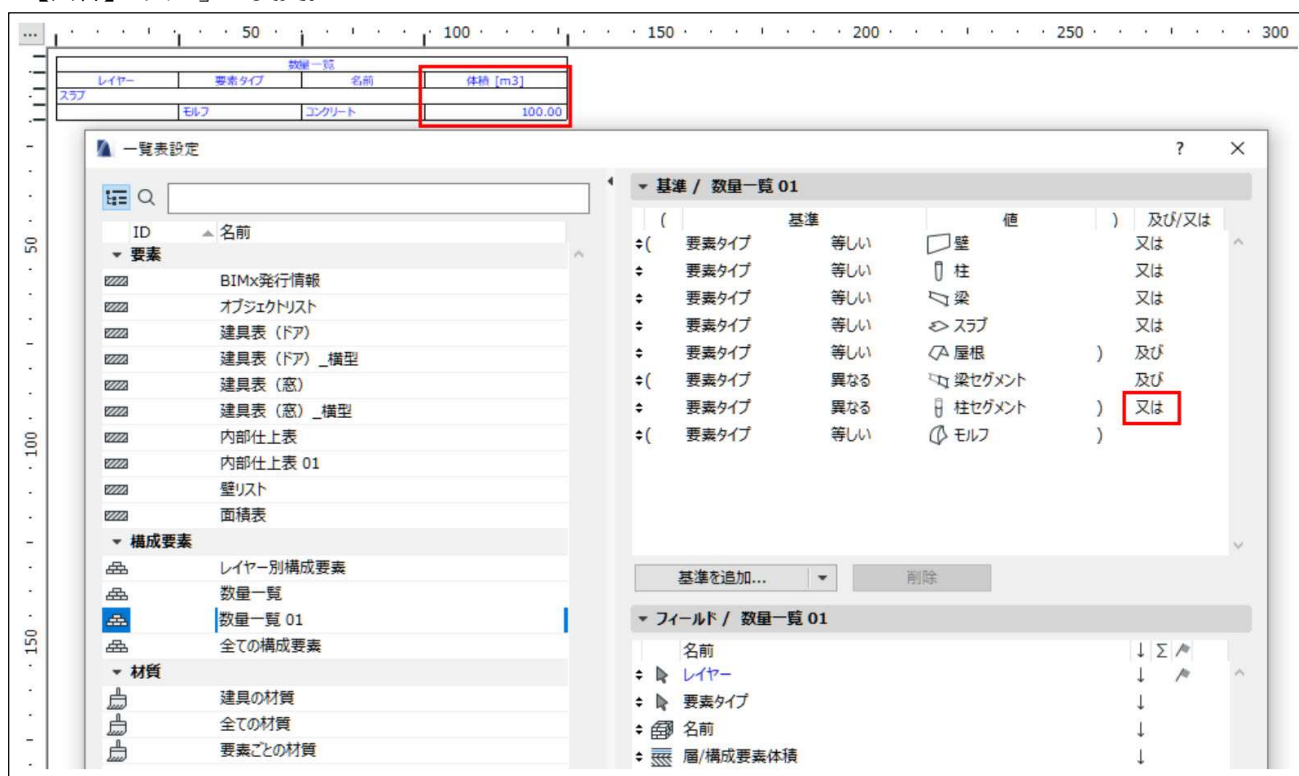 ... 50 100 150 200 250 300
数量一覧
レイヤー 要素タイプ 名前 体積 [m3]
スラブ
モルフ コンクリート 100.00
一覧表設定 ? ×
ID 名前
要素
BIMx発行情報
オブジェクトリスト
建具表（ドア）
建具表（ドア）_横型
建具表（窓）
建具表（窓）_横型
内部仕上表
内部仕上表 01
壁リスト
面積表
構成要素
レイヤー別構成要素
数量一覧
数量一覧 01
全ての構成要素
材質
建具の材質
全ての材質
要素ごとの材質
基準 / 数量一覧 01
( 基準 値 ) 及び/又は
( 要素タイプ 等しい 壁 又は
要素タイプ 等しい 柱 又は
要素タイプ 等しい 梁 又は
要素タイプ 等しい スラブ 又は
要素タイプ 等しい 屋根 ) 及び
( 要素タイプ 異なる 梁セグメント 及び
要素タイプ 異なる 柱セグメント ) 又は
( 要素タイプ 等しい モルフ )
基準を追加... 削除
フィールド / 数量一覧 01
名前 ↓ Σ
レイヤー ↓
要素タイプ ↓
名前 ↓
層/構成要素体積 ↓
50
100
150